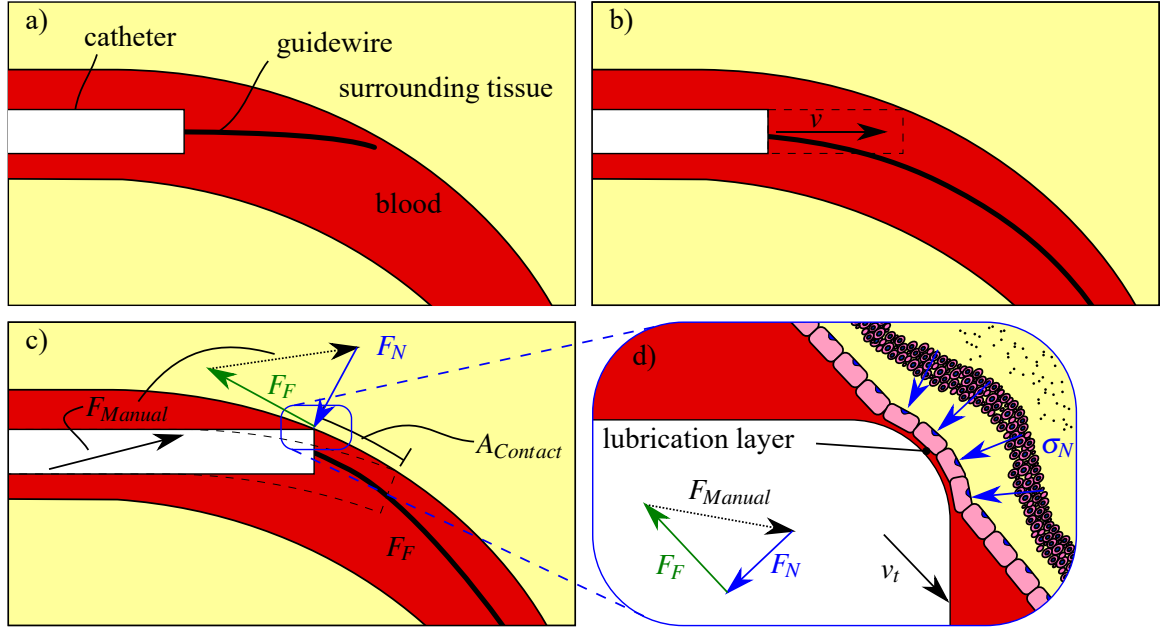 a)
catheter
guidewire
surrounding tissue
blood
b)
v
c)
F_N
F_F
F_Manual
A_Contact
F_F
d)
lubrication layer
σ_N
F_Manual
F_F
F_N
v_t